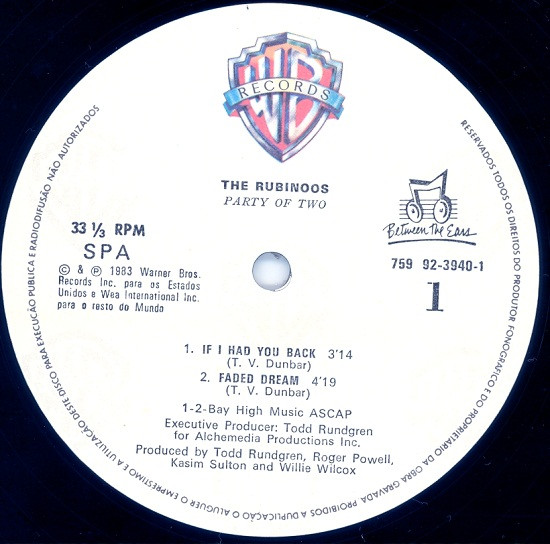 WB
RECORDS
THE RUBINOOS
PARTY OF TWO
33 1/3 RPM
SPA
© & ℗ 1983 Warner Bros.
Records Inc. para os Estados
Unidos e Wea International Inc.
para o resto do Mundo
Between The Ears
759 92-3940-1
1
1. IF I HAD YOU BACK 3'14
(T. V. Dunbar)
2. FADED DREAM 4'19
(T. V. Dunbar)
1-2-Bay High Music ASCAP
Executive Producer: Todd Rundgren
for Alchemedia Productions Inc.
Produced by Todd Rundgren, Roger Powell,
Kasim Sulton and Willie Wilcox
RESERVADOS TODOS OS DIREITOS DO PRODUTOR FONOGRÁFICO E DO PROPRIETARIO DA OBRA GRAVADA. PROIBIDOS A DUPLICAÇÃO O ALUGUER O EMPRESTIMO E A UTILIZAÇÃO DESTE DISCO PARA EXECUÇÃO PUBLICA E RADIODIFUSÃO NÃO AUTORIZADOS